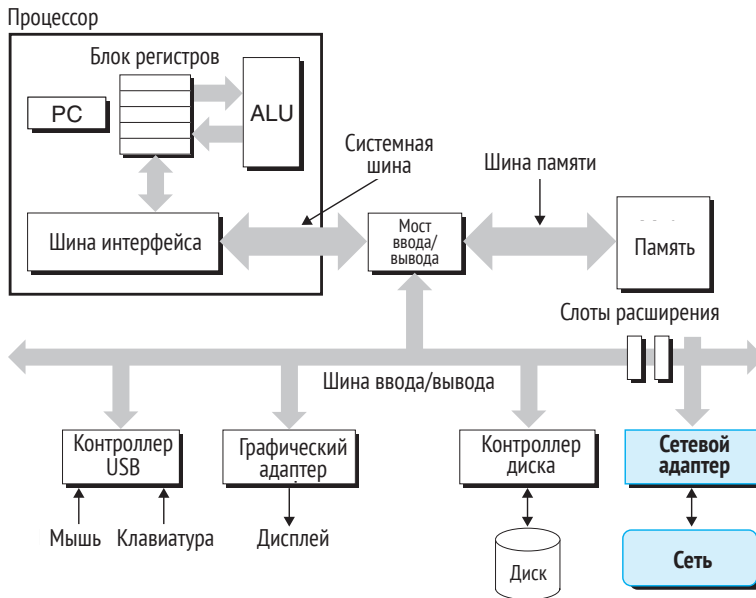 Процессор
Блок регистров
PC
ALU
Системная
шина
Шина памяти
Шина интерфейса
Мост
ввода/
вывода
Память
Слоты расширения
Шина ввода/вывода
Контроллер
USB
Графический
адаптер
Контроллер
диска
Сетевой
адаптер
Мышь
Клавиатура
Дисплей
Диск
Сеть